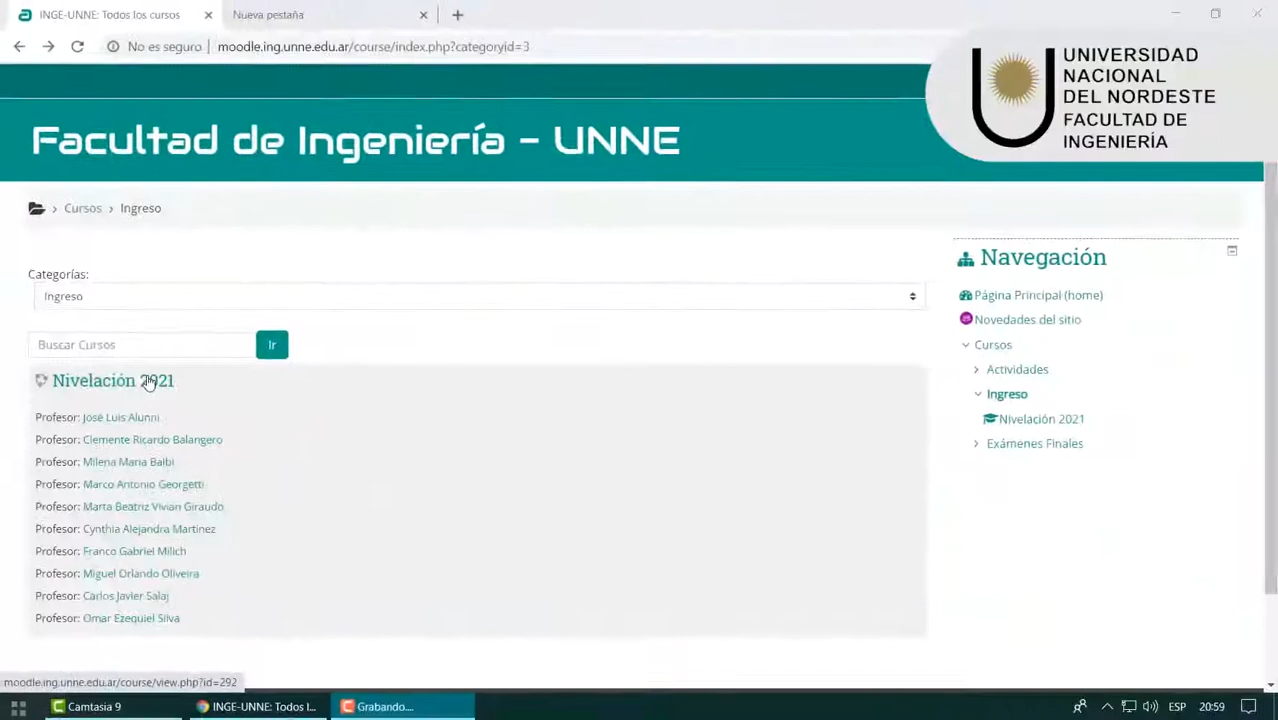 INGE-UNNE: Todos los cursos
Nueva pestaña
No es seguro
moodle.ing.unne.edu.ar/course/index.php?categoryid=3
UNIVERSIDAD
NACIONAL
DEL NORDESTE
FACULTAD DE
INGENIERÍA
Facultad de Ingeniería - UNNE
Cursos › Ingreso
Navegación
Categorías:
Ingreso
Página Principal (home)
Novedades del sitio
Buscar Cursos
Ir
Cursos
Actividades
Ingreso
Nivelación 2021
Exámenes Finales
Nivelación 2021
Profesor: José Luis Alunni
Profesor: Clemente Ricardo Balangero
Profesor: Milena Maria Balbi
Profesor: Marco Antonio Georgetti
Profesor: Marta Beatriz Vivian Giraudo
Profesor: Cynthia Alejandra Martinez
Profesor: Franco Gabriel Milich
Profesor: Miguel Orlando Oliveira
Profesor: Carlos Javier Salaj
Profesor: Omar Ezequiel Silva
moodle.ing.unne.edu.ar/course/view.php?id=292
Camtasia 9
INGE-UNNE: Todos l...
Grabando....
ESP
20:59